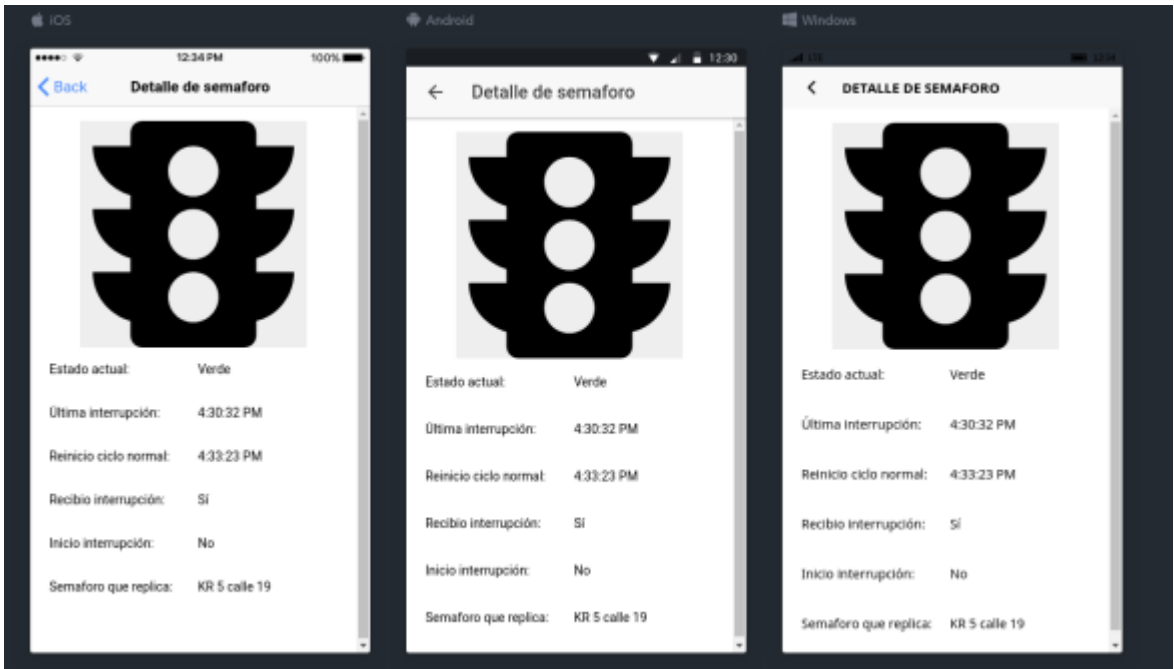 iOS
12:34 PM
100%
Back
Detalle de semaforo
Estado actual: Verde
Última interrupción: 4:30:32 PM
Reinicio ciclo normal: 4:33:23 PM
Recibio interrupción: Sí
Inicio interrupción: No
Semaforo que replica: KR 5 calle 19
Android
12:30
Detalle de semaforo
Estado actual: Verde
Última interrupción: 4:30:32 PM
Reinicio ciclo normal: 4:33:23 PM
Recibio interrupción: Sí
Inicio interrupción: No
Semaforo que replica: KR 5 calle 19
Windows
LTE
DETALLE DE SEMAFORO
Estado actual: Verde
Última interrupción: 4:30:32 PM
Reinicio ciclo normal: 4:33:23 PM
Recibio interrupción: Sí
Inicio interrupción: No
Semaforo que replica: KR 5 calle 19